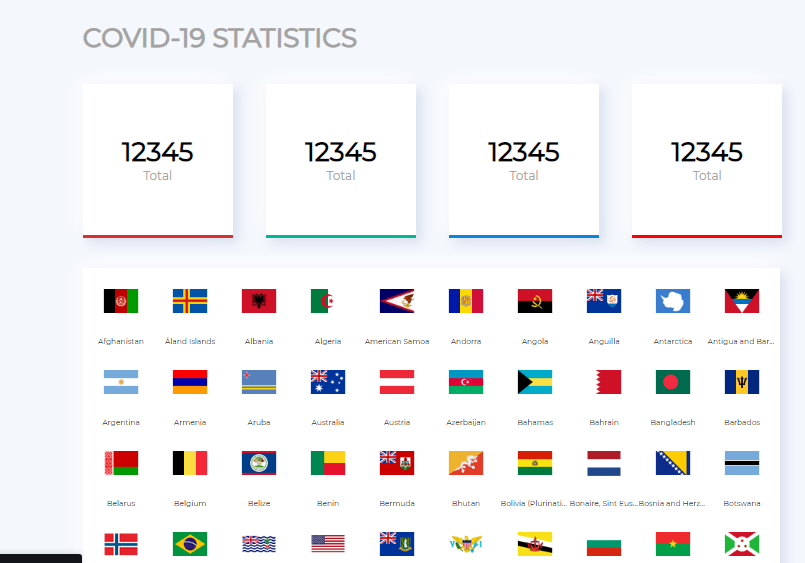 COVID-19 STATISTICS
12345 12345 12345 12345
Total Total Total Total
Afghanistan Åland Islands Albania Algeria American Samoa Andorra Angola Anguilla Antarctica Antigua and Bar...
Argentina Armenia Aruba Australia Austria Azerbaijan Bahamas Bahrain Bangladesh Barbados
Belarus Belgium Belize Benin Bermuda Bhutan Bolivia (Plurinati... Bonaire, Sint Eus... Bosnia and Herz... Botswana